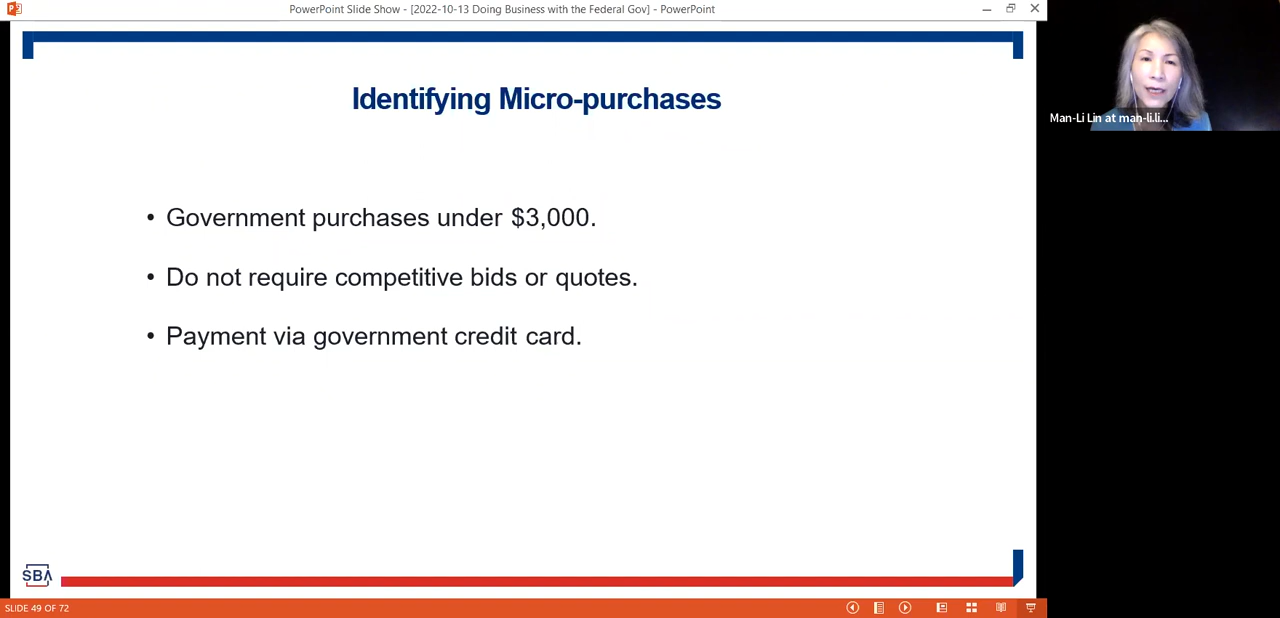 PowerPoint Slide Show - [2022-10-13 Doing Business with the Federal Gov] - PowerPoint
Identifying Micro-purchases
• Government purchases under $3,000.
• Do not require competitive bids or quotes.
• Payment via government credit card.
SBA
SLIDE 49 OF 72
Man-Li Lin at man-li.li...